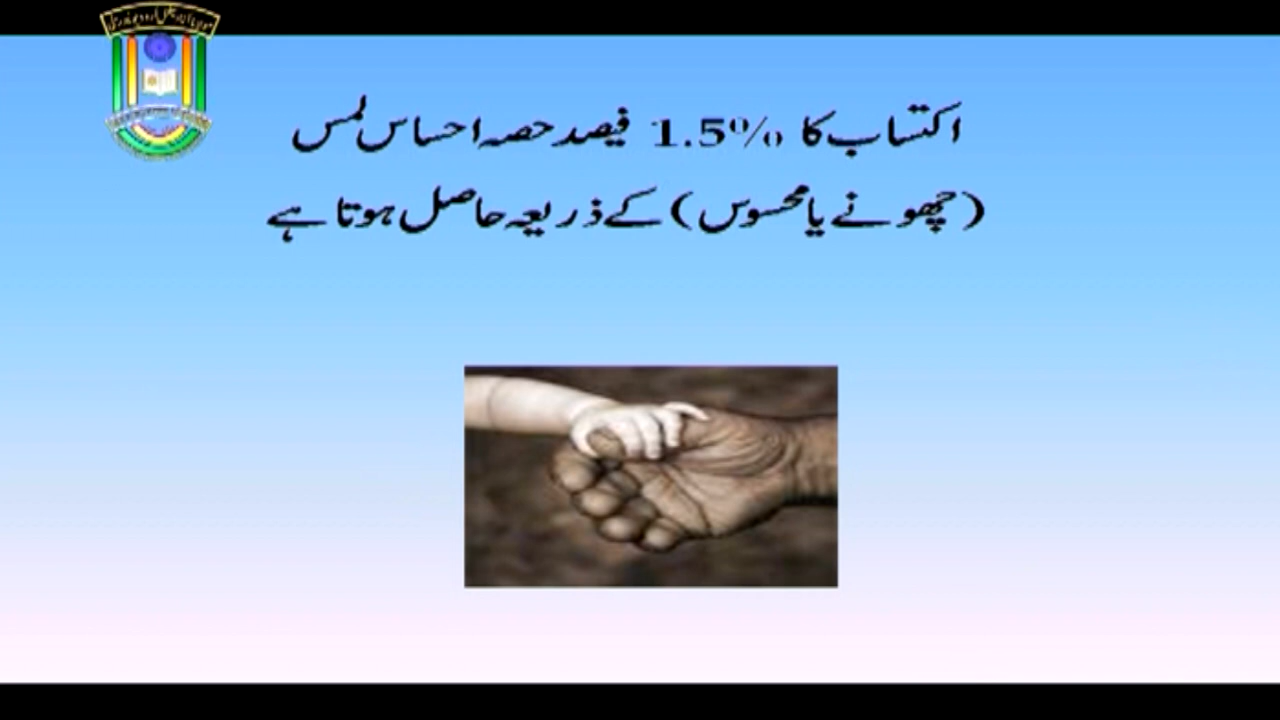 اکتساب کا %1.5 فیصد حصہ احساس لمس
(چھونے یا محسوس) کے ذریعہ حاصل ہوتا ہے